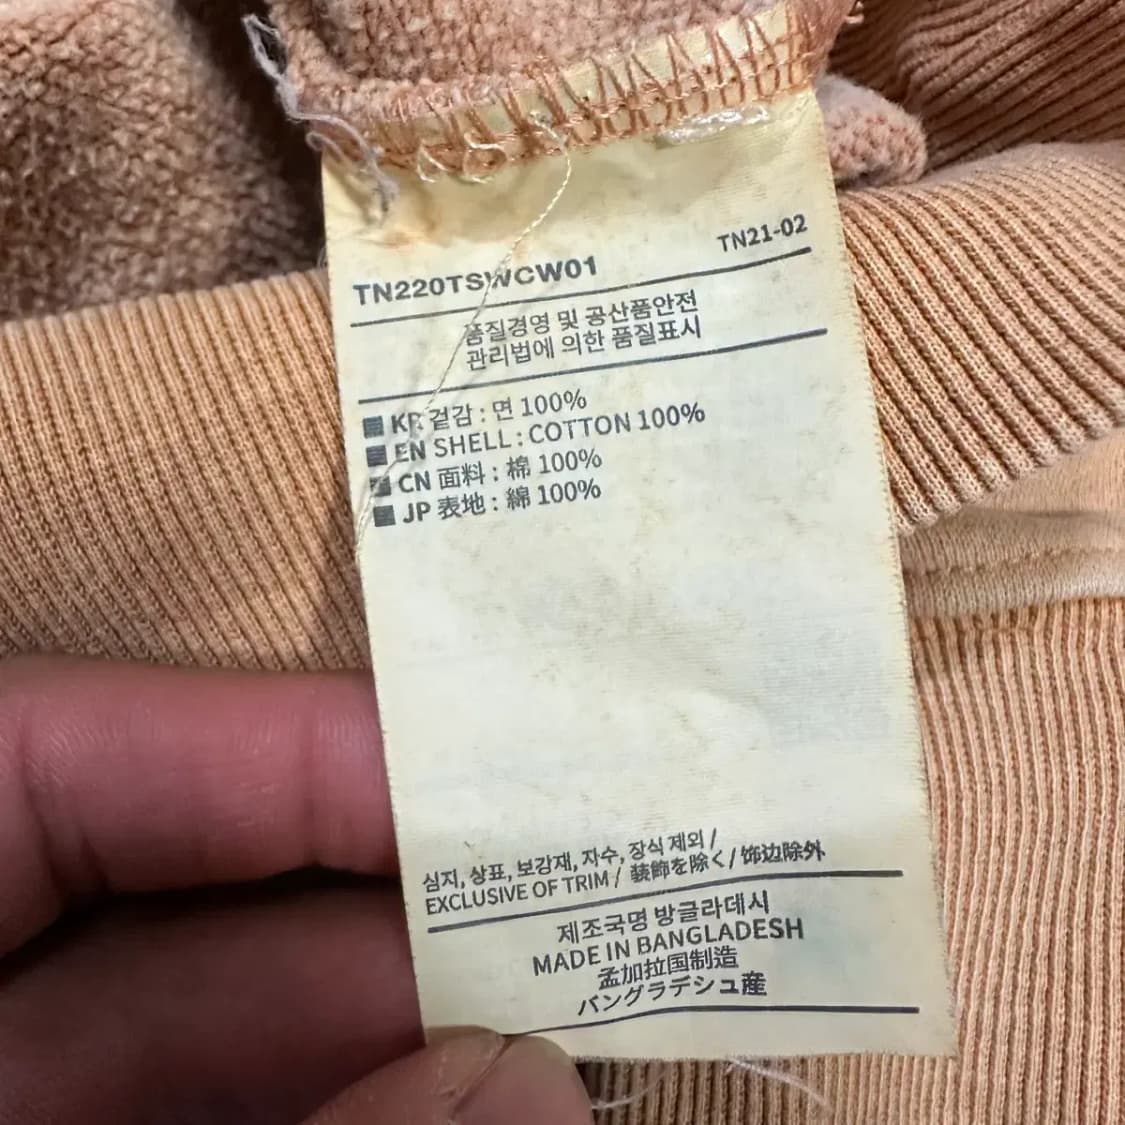 TN21-02
TN220TSWCW01
품질경영 및 공산품안전
관리법에 의한 품질표시
KR 겉감 : 면 100%
EN SHELL : COTTON 100%
CN 面料 : 棉 100%
JP 表地 : 綿 100%
심지, 상표, 보강재, 자수, 장식 제외 /
EXCLUSIVE OF TRIM / 装飾を除く / 饰边除外
제조국명 방글라데시
MADE IN BANGLADESH
孟加拉国制造
バングラデシュ産